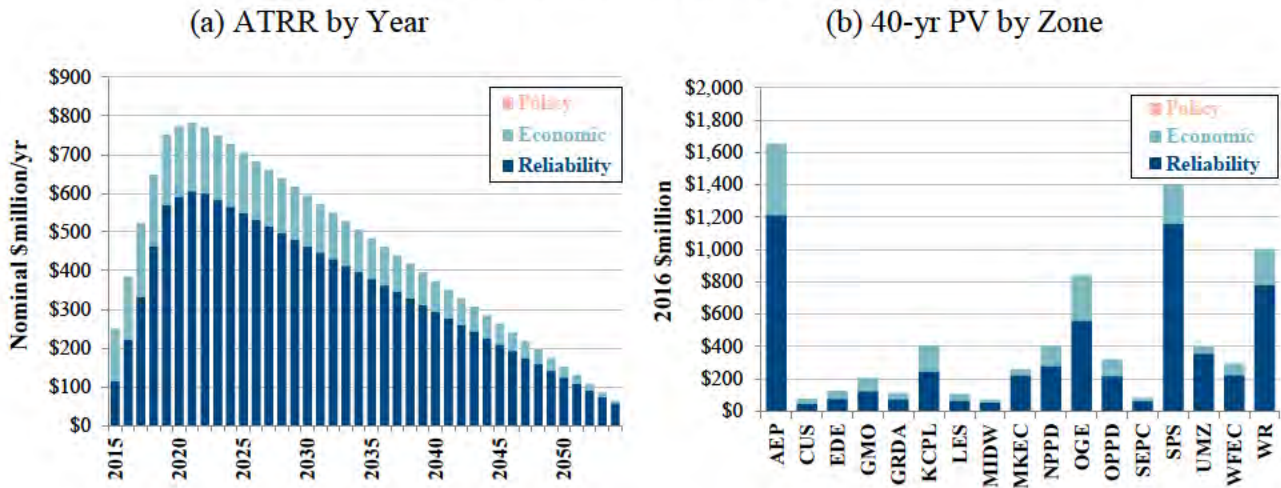 (a) ATRR by Year
Nominal $million/yr
$900
$800
$700
$600
$500
$400
$300
$200
$100
$0
Policy
Economic
Reliability
2015
2020
2025
2030
2035
2040
2045
2050
(b) 40-yr PV by Zone
2016 $million
$2,000
$1,800
$1,600
$1,400
$1,200
$1,000
$800
$600
$400
$200
$0
Policy
Economic
Reliability
AEP
CUS
EDE
GMO
GRDA
KCPL
LES
MIDW
MKEC
NPPD
OGE
OPPD
SEPC
SPS
UMZ
WFEC
WR